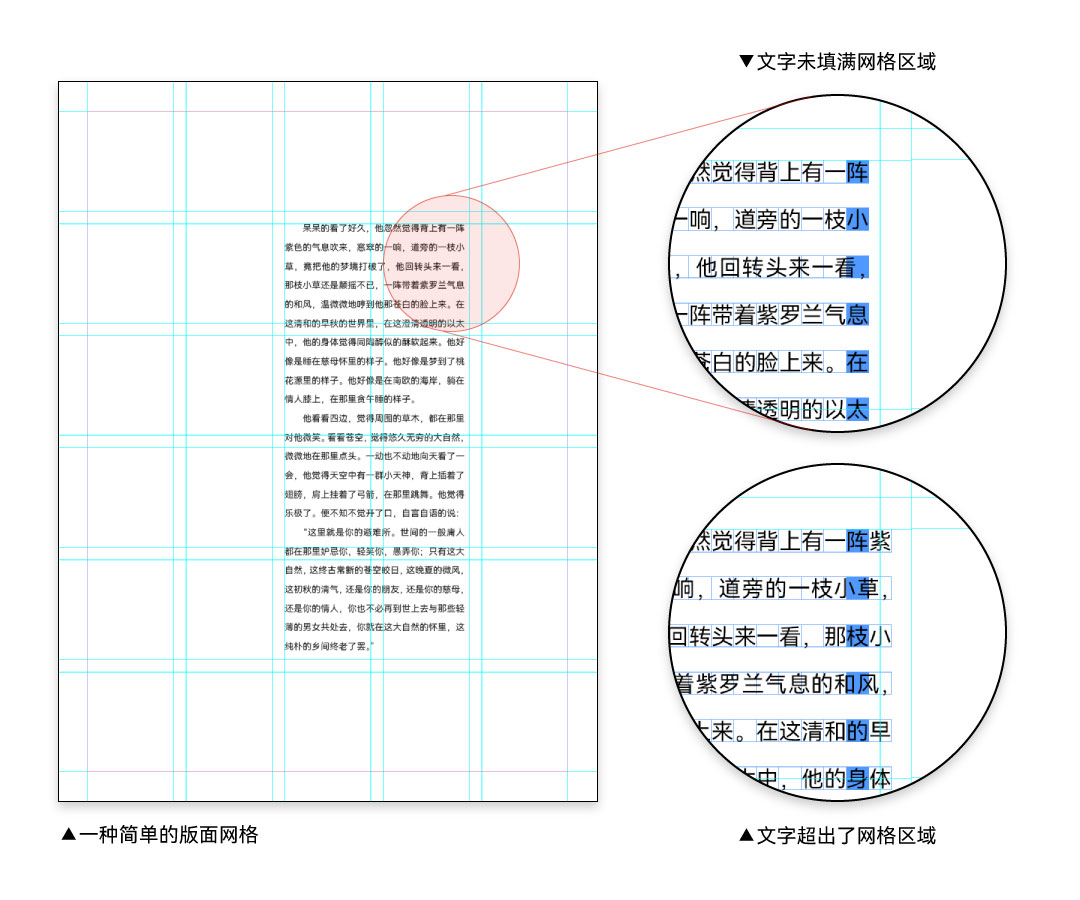 ▼文字未填满网格区域
呆呆的看了好久，他忽然觉得背上有一阵
紫色的气息吹来，窸窣的一响，道旁的一枝小
草，竟把他的梦境打破了，他回转头来一看，
那枝小草还是颠摇不已，一阵带着紫罗兰气息
的和风，温微微地哼到他那苍白的脸上来。在
这清和的早秋的世界里，在这澄清透明的以太
中，他的身体觉得同陶醉似的酥软起来。他好
像是睡在慈母怀里的样子。他好像是梦到了桃
花源里的样子。他好像是在南欧的海岸，躺在
情人膝上，在那里贪午睡的样子。
他看看四边，觉得周围的草木，都在那里
对他微笑。看看苍空，觉得悠久无穷的大自然，
微微地在那里点头。一动也不动地向天看了一
会，他觉得天空中有一群小天神，背上插着了
翅膀，肩上挂着了弓箭，在那里跳舞。他觉得
乐极了。便不知不觉开了口，自言自语的说：
“这里就是你的避难所。世间的一般庸人
都在那里妒忌你，轻笑你，愚弄你；只有这大
自然，这终古常新的苍空皎日，这晚夏的微风，
这初秋的清气，还是你的朋友，还是你的慈母，
还是你的情人，你也不必再到世上去与那些轻
薄的男女共处去，你就在这大自然的怀里，这
纯朴的乡间终老了罢。”
然觉得背上有一阵
一响，道旁的一枝小
，他回转头来一看，
一阵带着紫罗兰气息
苍白的脸上来。在
清透明的以太
然觉得背上有一阵紫
响，道旁的一枝小草，
回转头来一看，那枝小
着紫罗兰气息的和风，
上来。在这清和的早
太中，他的身体
▲一种简单的版面网格
▲文字超出了网格区域